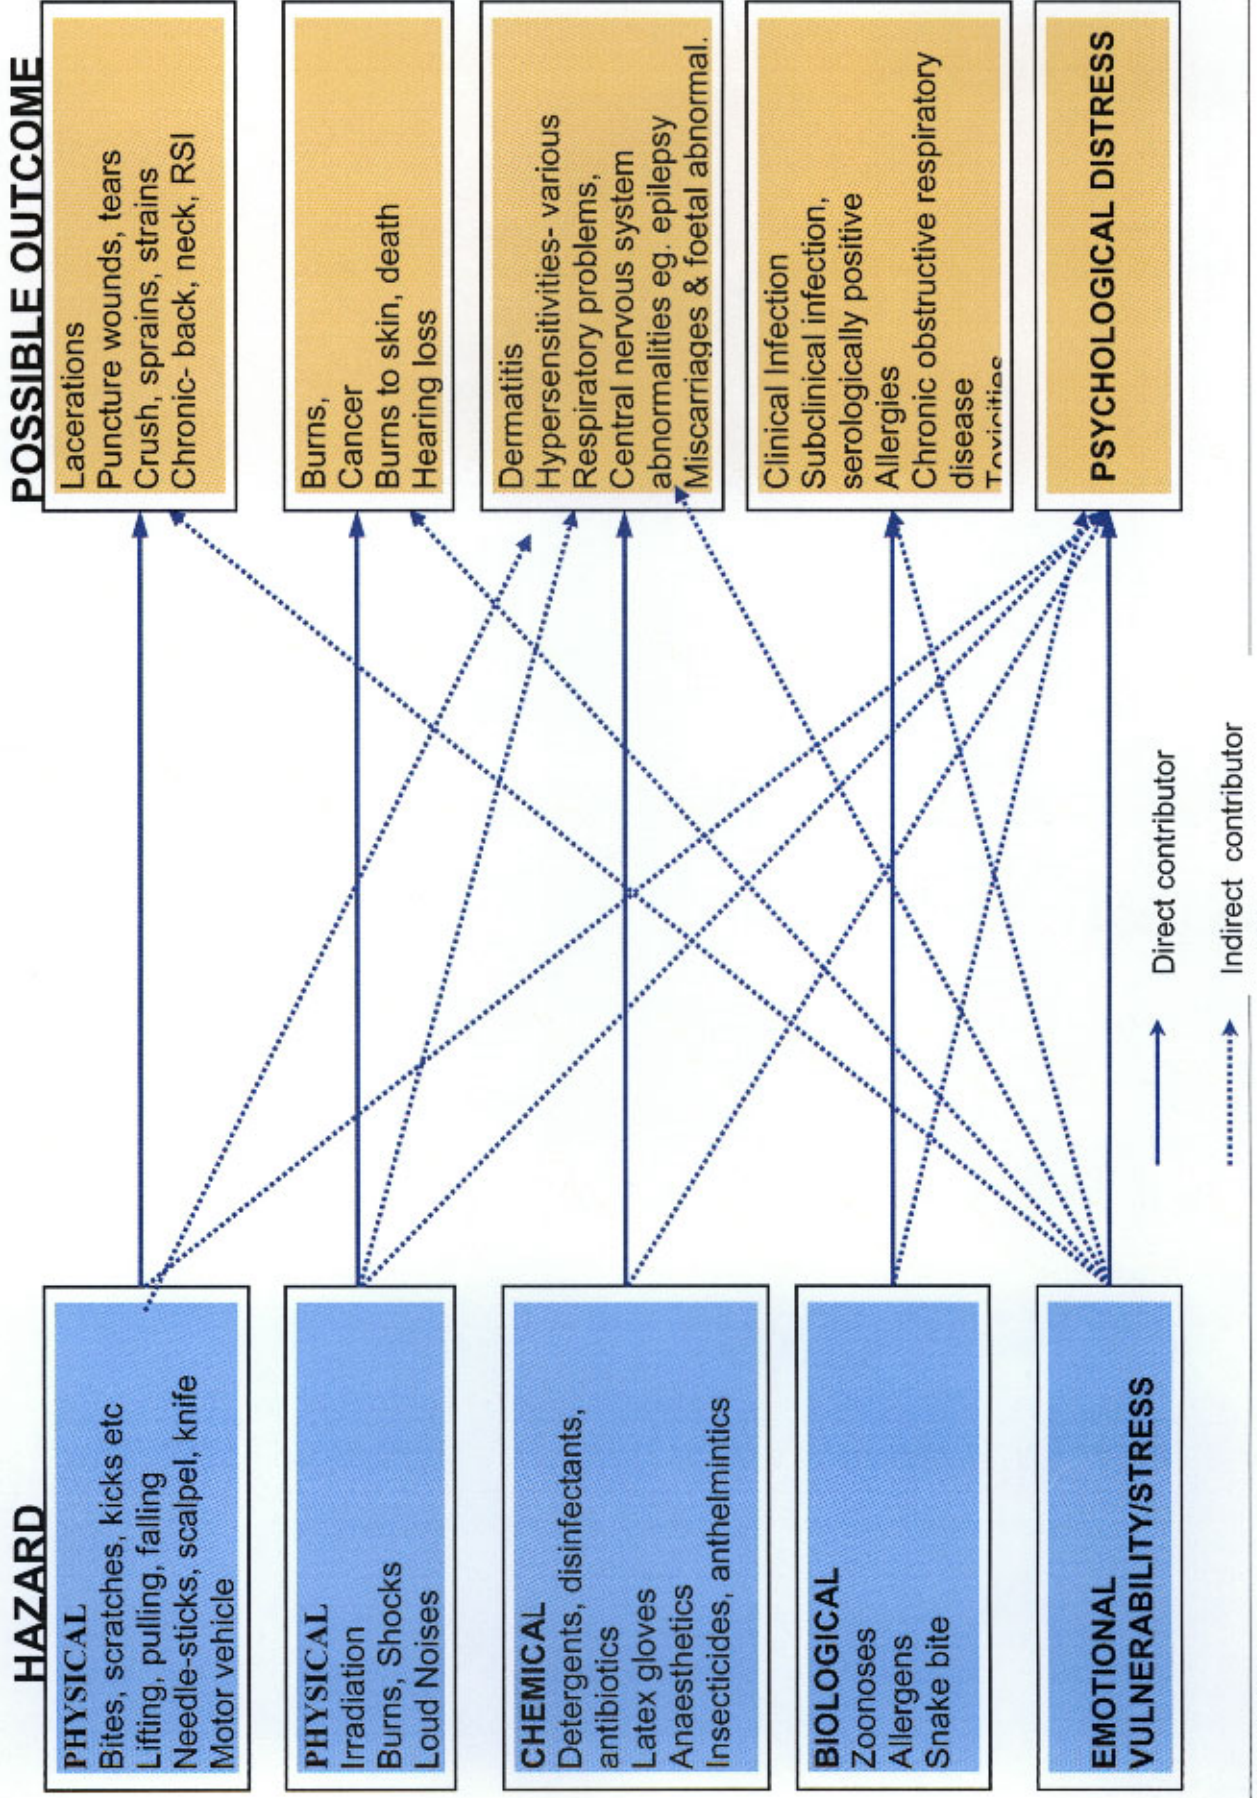 HAZARD
POSSIBLE OUTCOME
PHYSICAL
Bites, scratches, kicks etc
Lifting, pulling, falling
Needle-sticks, scalpel, knife
Motor vehicle
Lacerations
Puncture wounds, tears
Crush, sprains, strains
Chronic- back, neck, RSI
PHYSICAL
Irradiation
Burns, Shocks
Loud Noises
Burns,
Cancer
Burns to skin, death
Hearing loss
CHEMICAL
Detergents, disinfectants,
antibiotics
Latex gloves
Anaesthetics
Insecticides, anthelmintics
Dermatitis
Hypersensitivities- various
Respiratory problems,
Central nervous system
abnormalities eg. epilepsy
Miscarriages & foetal abnormal.
BIOLOGICAL
Zoonoses
Allergens
Snake bite
Clinical Infection
Subclinical infection,
serologically positive
Allergies
Chronic obstructive respiratory
disease
Toxicities
EMOTIONAL
VULNERABILITY/STRESS
PSYCHOLOGICAL DISTRESS
Direct contributor
Indirect contributor